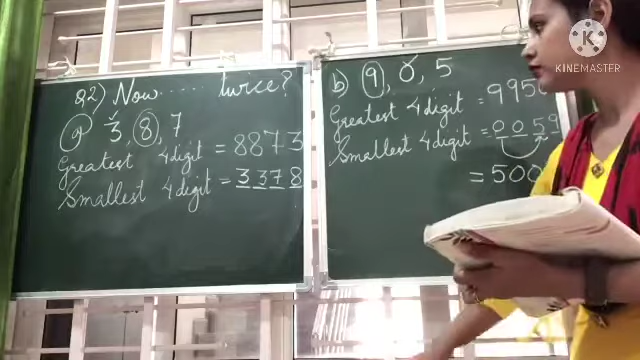 Q2) Now...... twice?
a) 3, 8, 7
Greatest 4 digit = 8873
Smallest 4 digit = 3378
b) 9, 0, 5
Greatest 4 digit = 9950
Smallest 4 digit = 0059
= 500
KINEMASTER